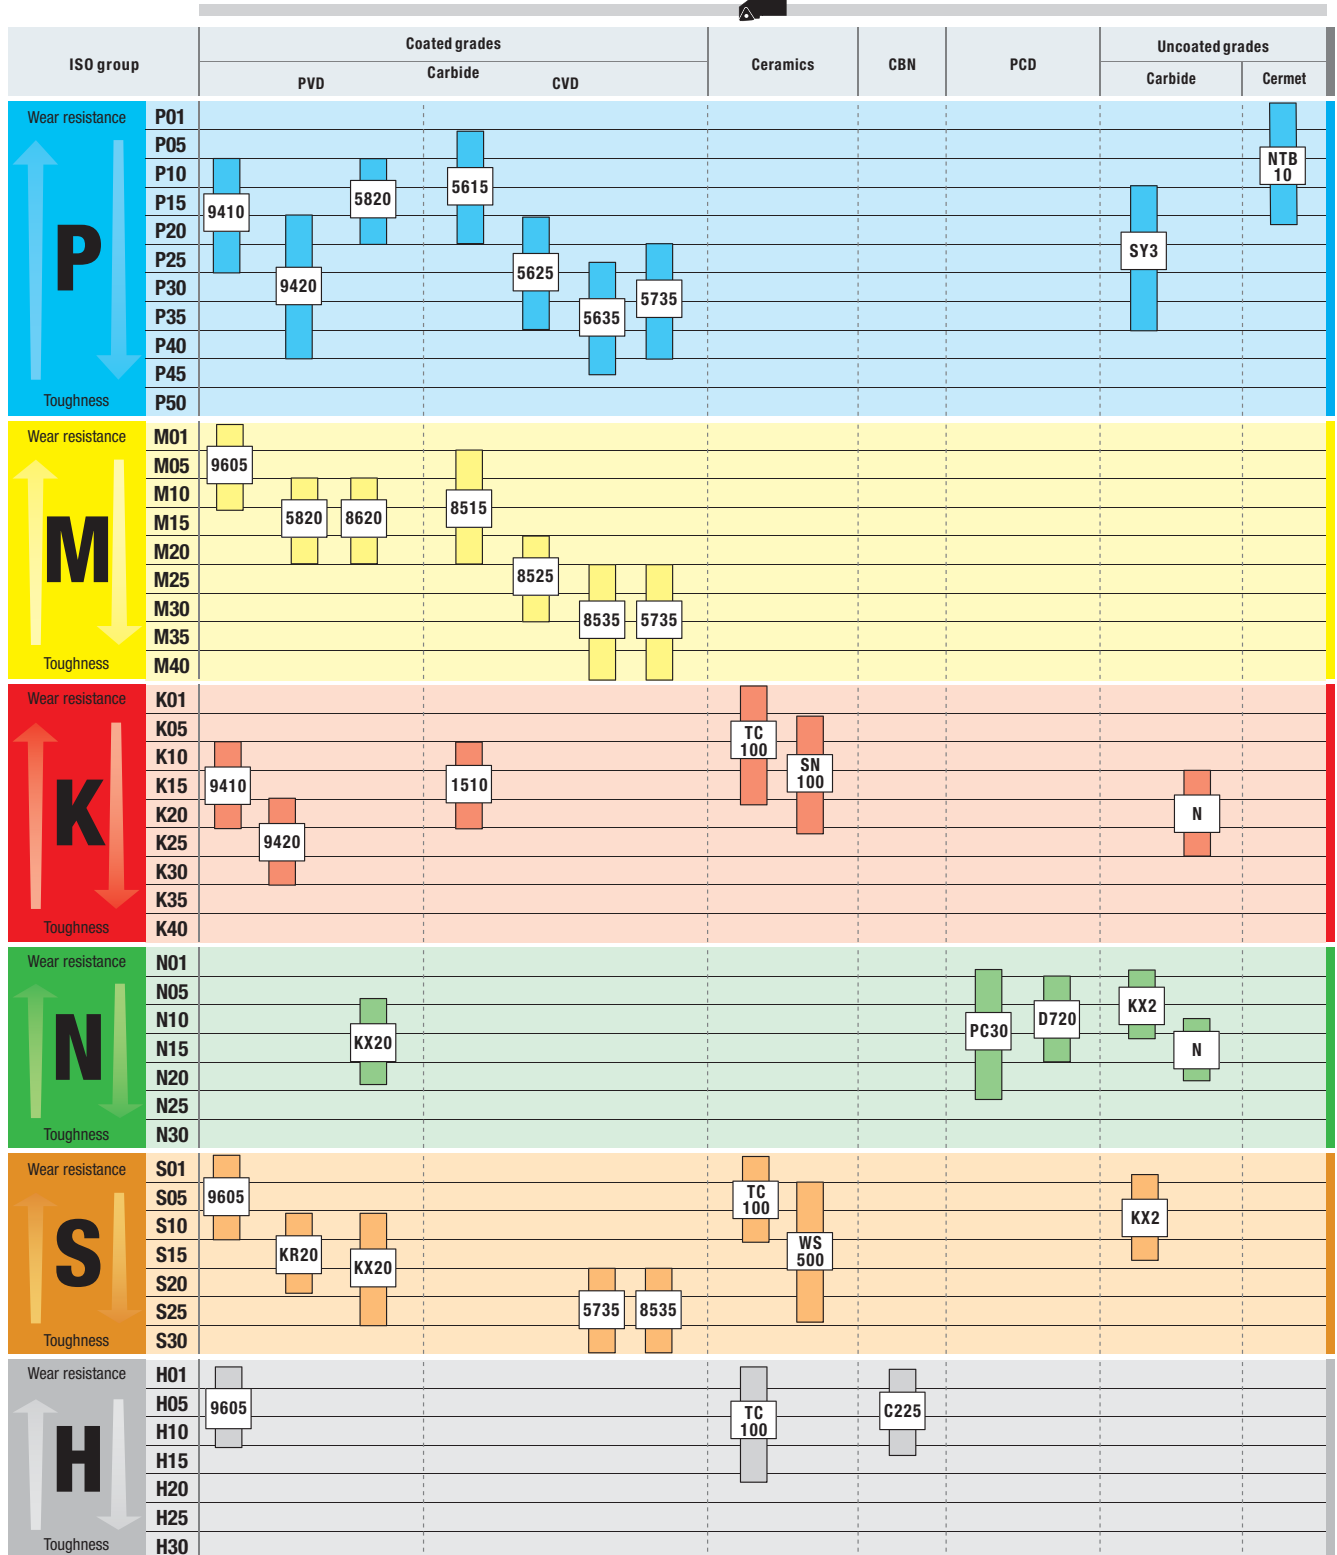 ISO group
Coated grades
Carbide
PVD
CVD
Ceramics
CBN
PCD
Uncoated grades
Carbide
Cermet
Wear resistance
P
Toughness
P01
P05
P10
P15
P20
P25
P30
P35
P40
P45
P50
9410
9420
5820
5615
5625
5635
5735
SY3
NTB
10
Wear resistance
M
Toughness
M01
M05
M10
M15
M20
M25
M30
M35
M40
9605
5820
8620
8515
8525
8535
5735
Wear resistance
K
Toughness
K01
K05
K10
K15
K20
K25
K30
K35
K40
9410
9420
1510
TC
100
SN
100
N
Wear resistance
N
Toughness
N01
N05
N10
N15
N20
N25
N30
KX20
PC30
D720
KX2
N
Wear resistance
S
Toughness
S01
S05
S10
S15
S20
S25
S30
9605
KR20
KX20
5735
8535
TC
100
WS
500
KX2
Wear resistance
H
Toughness
H01
H05
H10
H15
H20
H25
H30
9605
TC
100
C225